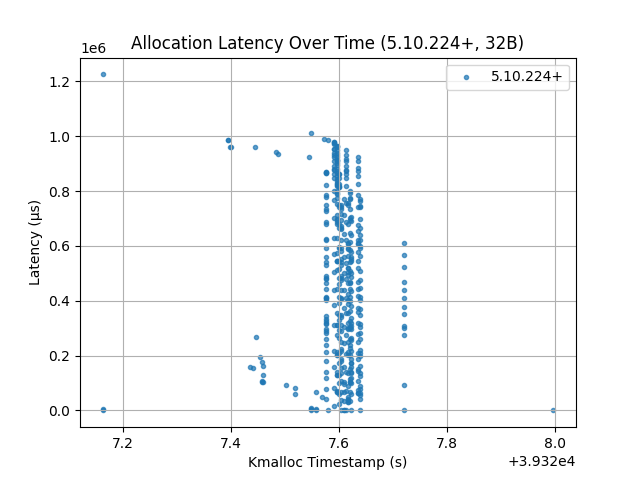 Allocation Latency Over Time (5.10.224+, 32B)
1e6
5.10.224+
1.2
1.0
0.8
0.6
0.4
0.2
0.0
Latency (µs)
7.2 7.4 7.6 7.8 8.0
Kmalloc Timestamp (s)
+3.932e4